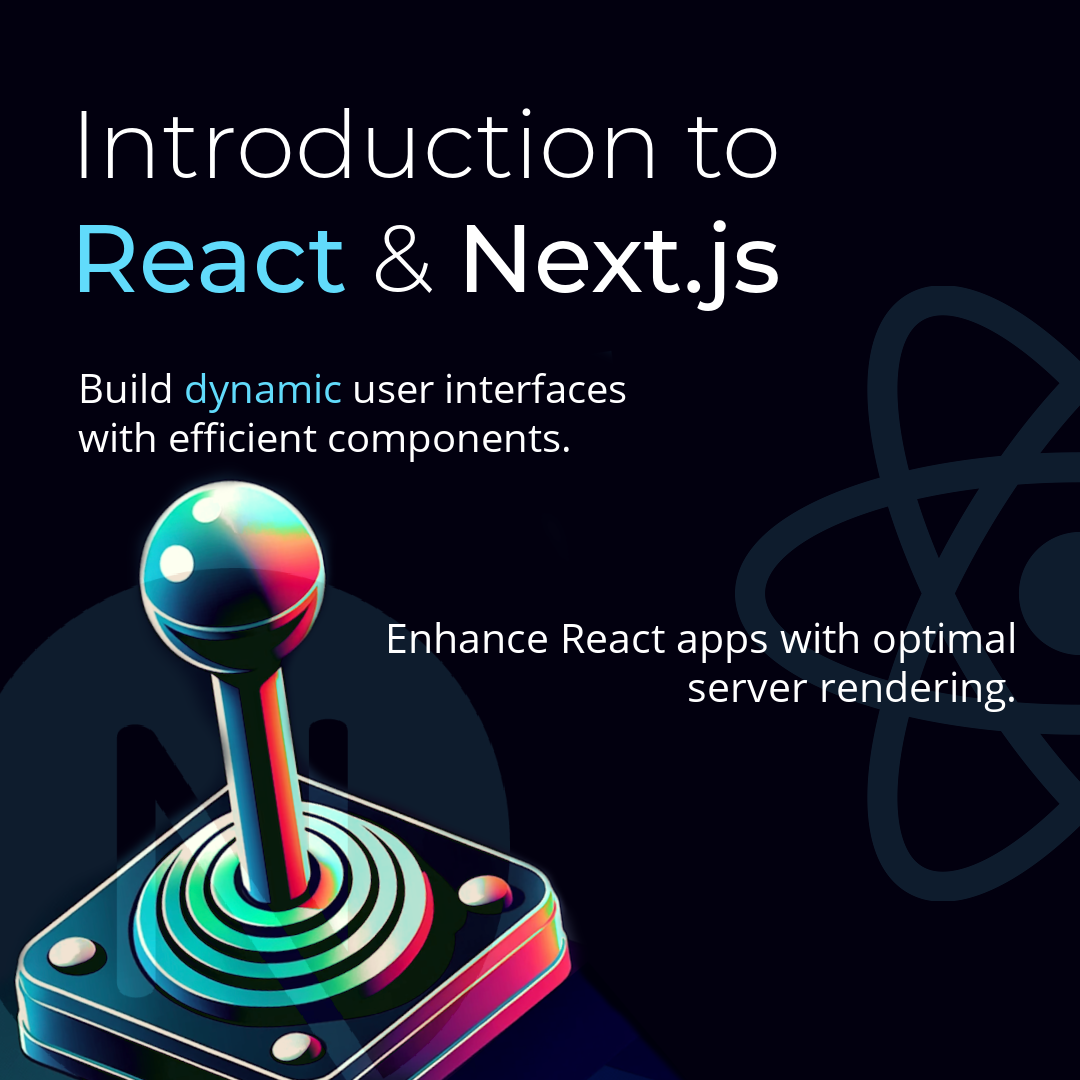 Introduction to
React & Next.js
Build dynamic user interfaces
with efficient components.
Enhance React apps with optimal
server rendering.
N